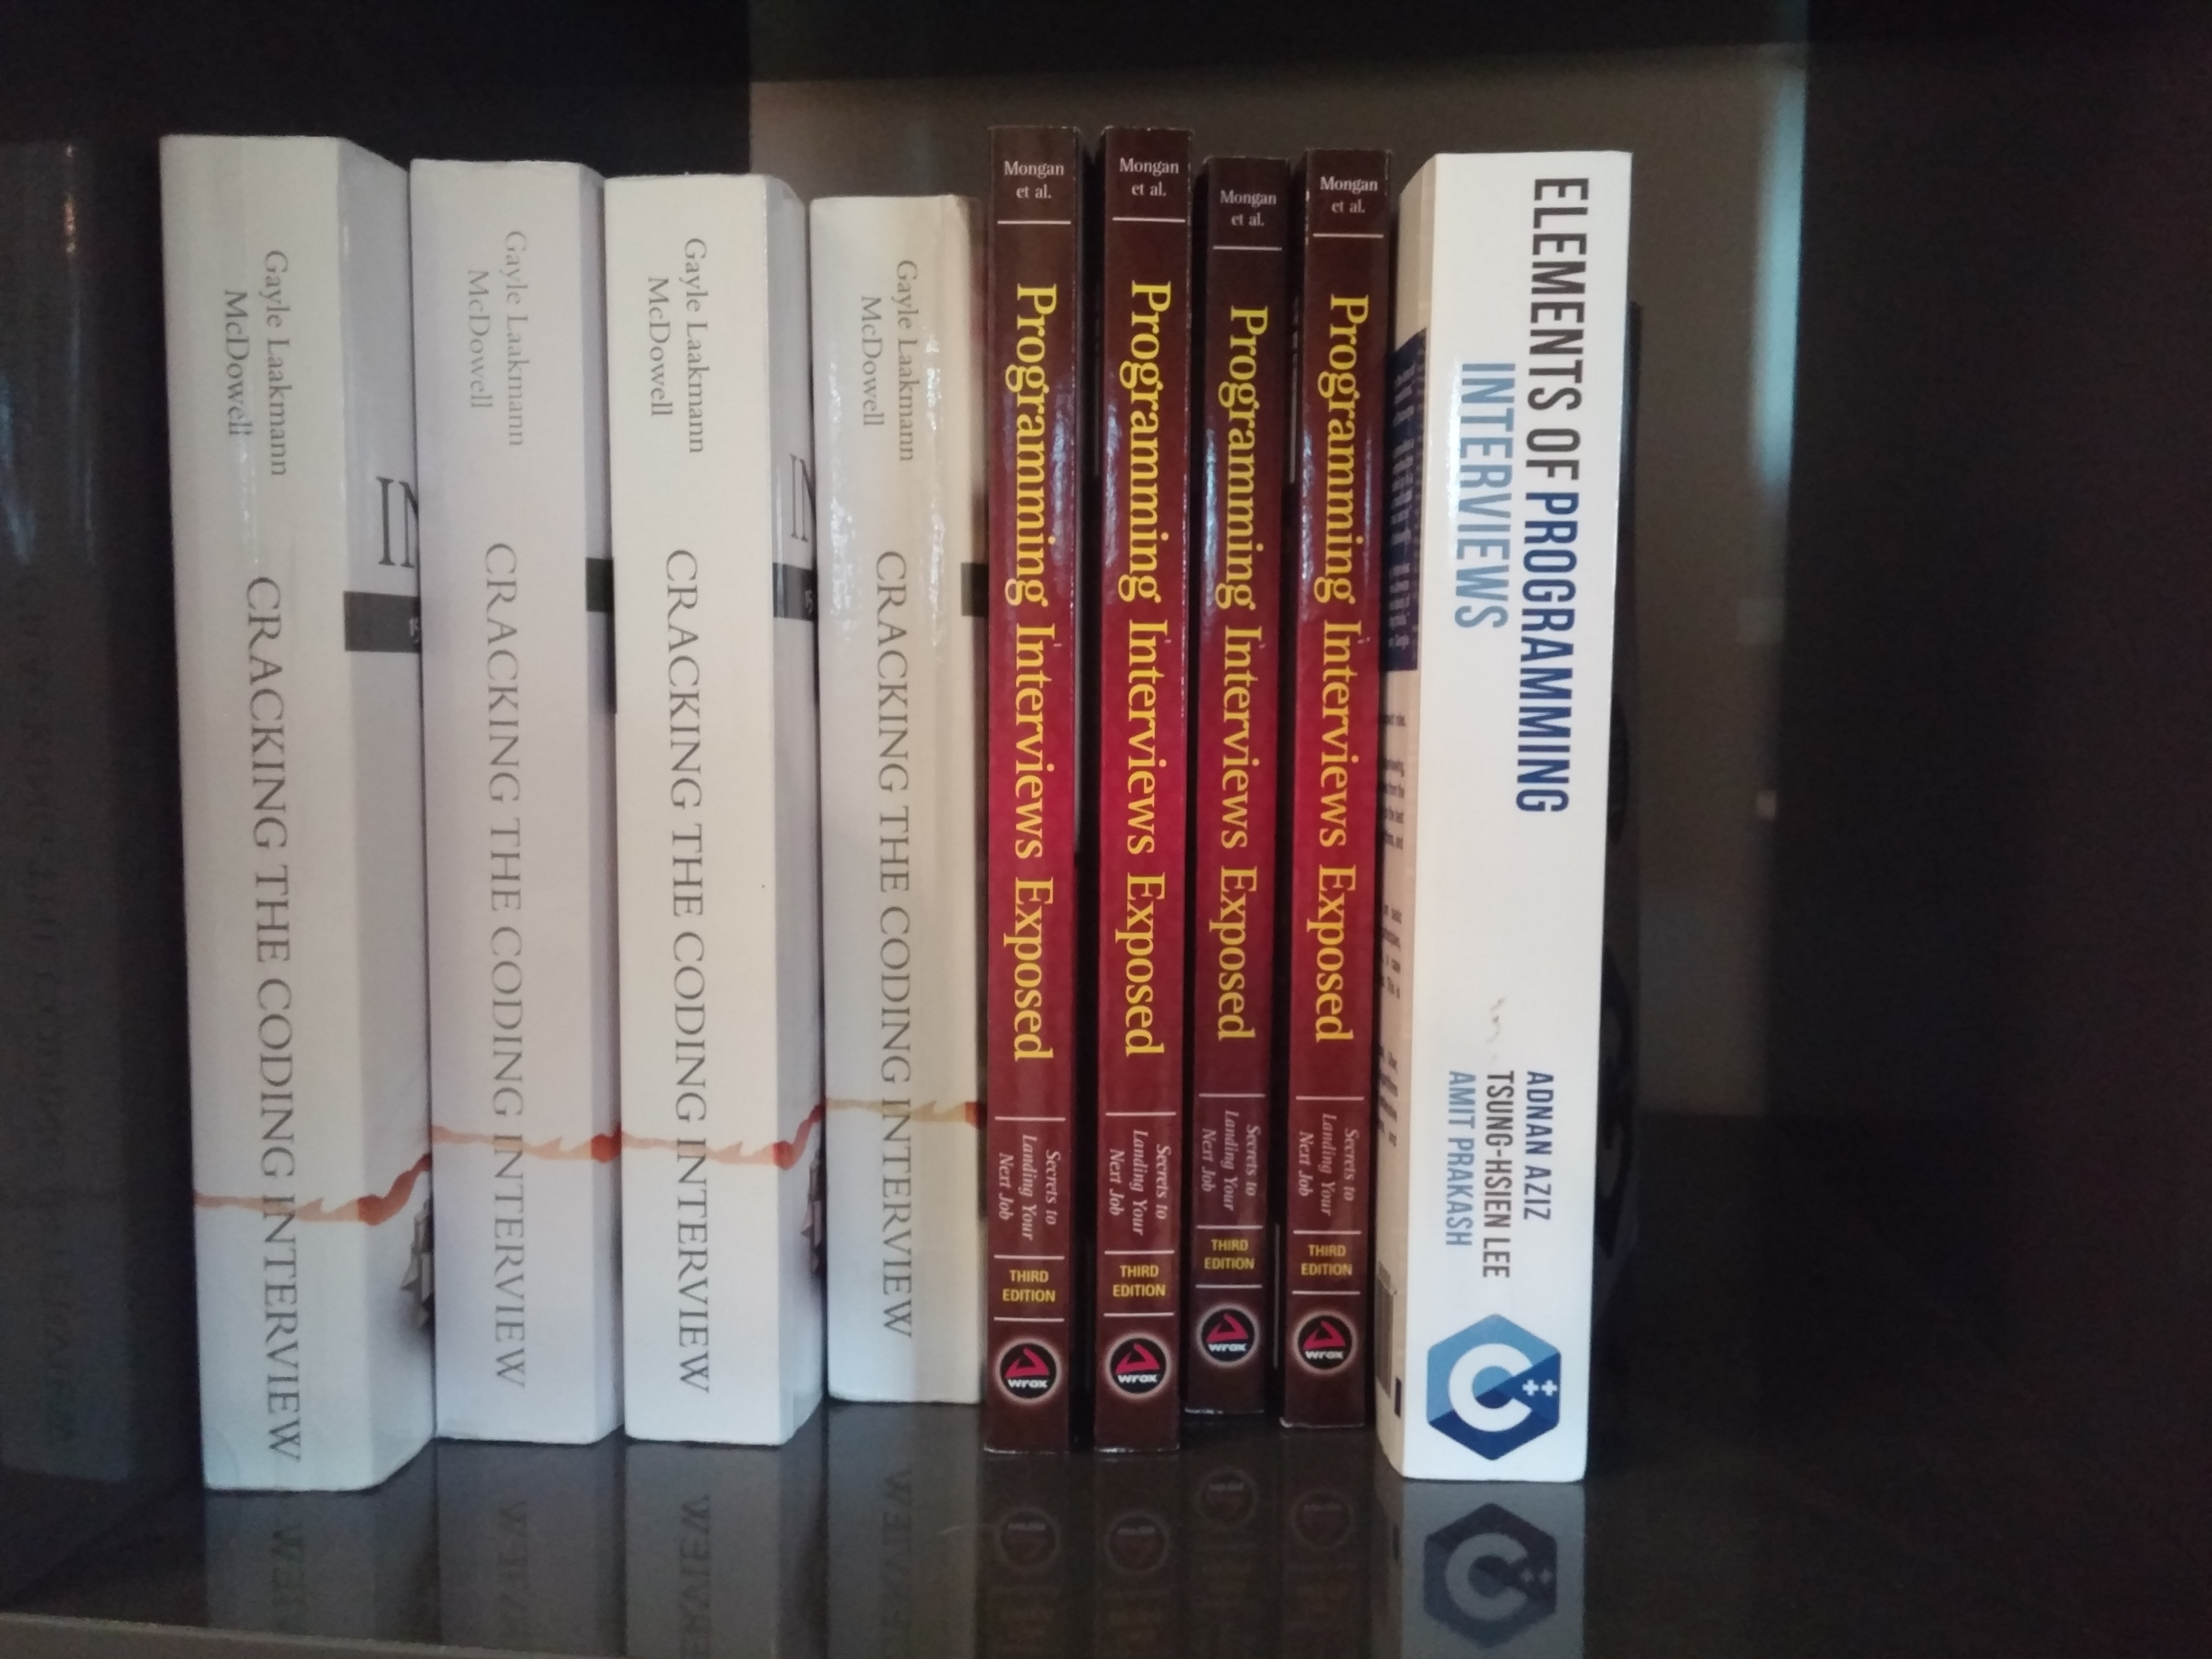 Gayle Laakmann
McDowell
CRACKING THE CODING INTERVIEW
IN
Gayle Laakmann
McDowell
CRACKING THE CODING INTERVIEW
Gayle Laakmann
McDowell
CRACKING THE CODING INTERVIEW
IN
Gayle Laakmann
McDowell
CRACKING THE CODING INTERVIEW
Mongan
et al.
Programming Interviews Exposed
Secrets to
Landing Your
Next Job
THIRD
EDITION
wrox
Mongan
et al.
Programming Interviews Exposed
Secrets to
Landing Your
Next Job
THIRD
EDITION
wrox
Mongan
et al.
Programming Interviews Exposed
Secrets to
Landing Your
Next Job
THIRD
EDITION
wrox
Mongan
et al.
Programming Interviews Exposed
Secrets to
Landing Your
Next Job
THIRD
EDITION
wrox
ELEMENTS OF PROGRAMMING
INTERVIEWS
ADNAN AZIZ
TSUNG-HSIEN LEE
AMIT PRAKASH
C++